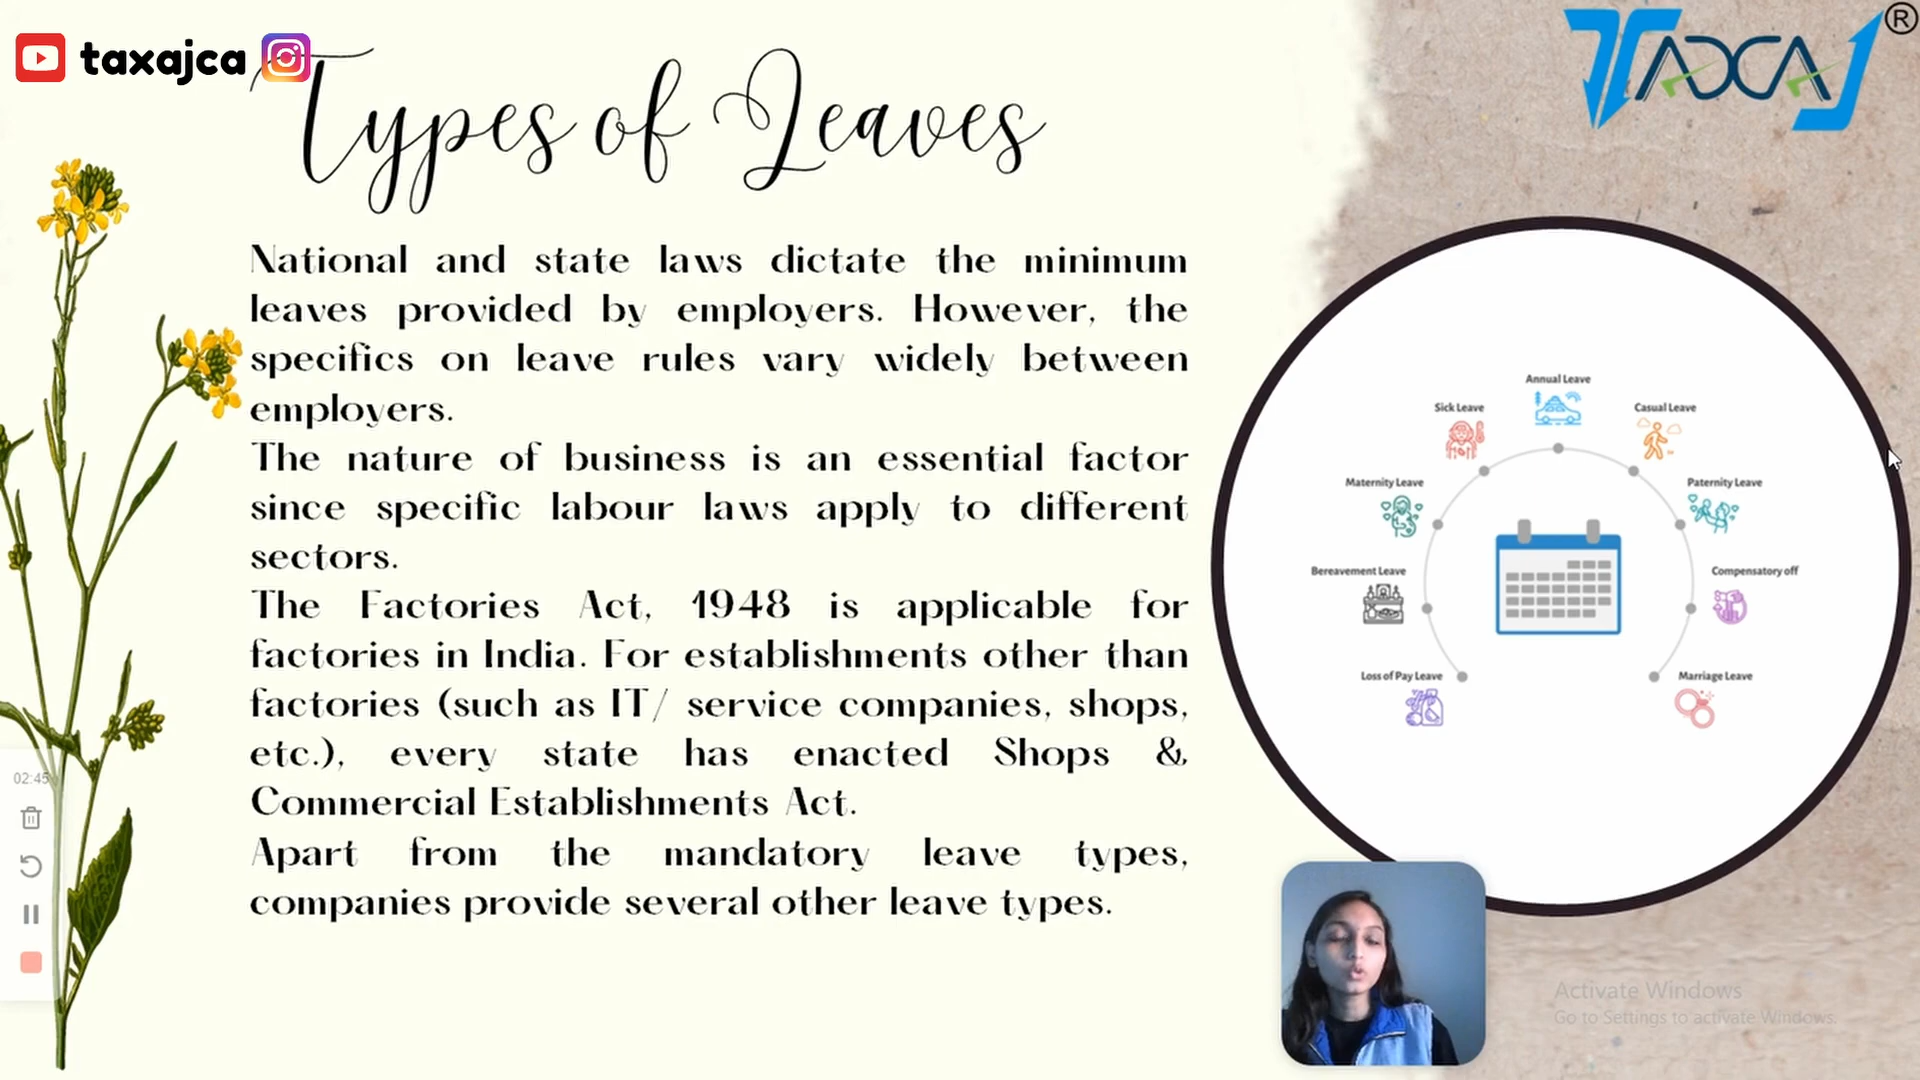 taxajca
TAXAJ
®
Types of Leaves
National and state laws dictate the minimum
leaves provided by employers. However, the
specifics on leave rules vary widely between
employers.
The nature of business is an essential factor
since specific labour laws apply to different
sectors.
The Factories Act, 1948 is applicable for
factories in India. For establishments other than
factories (such as IT/ service companies, shops,
etc.), every state has enacted Shops &
Commercial Establishments Act.
Apart from the mandatory leave types,
companies provide several other leave types.
Annual Leave
Sick Leave
Casual Leave
Maternity Leave
Paternity Leave
Bereavement Leave
Compensatory off
Loss of Pay Leave
Marriage Leave
02:45
Activate Windows
Go to Settings to activate Windows.